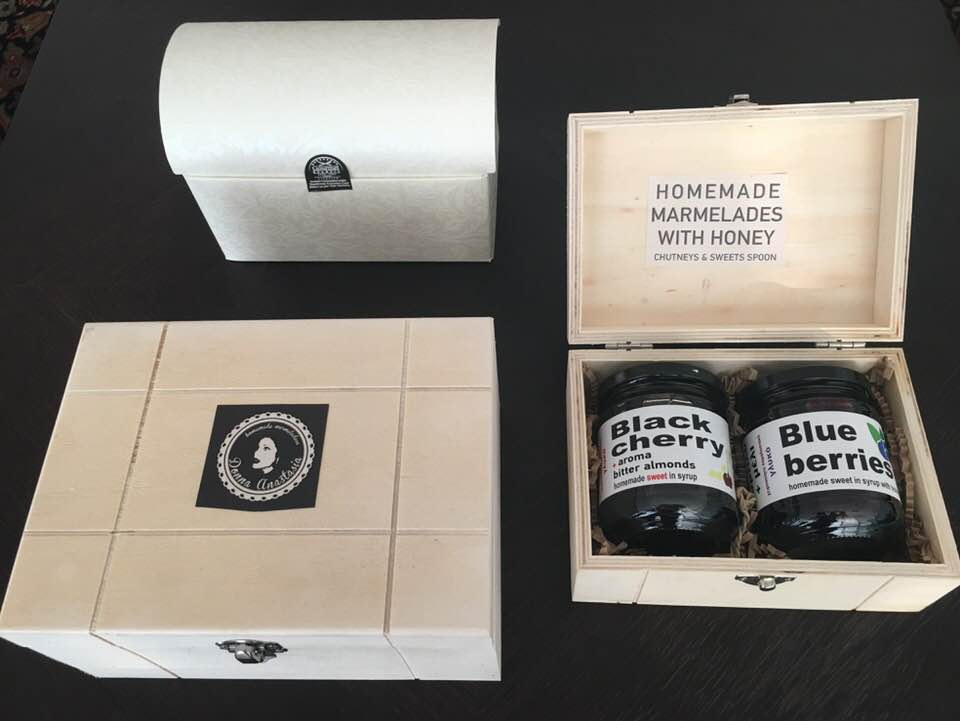 HOMEMADE
MARMELADES
WITH HONEY
CHUTNEYS & SWEETS SPOON
homemade marmelades
Donna Anastasia
Black
cherry
+ aroma
bitter almonds
homemade sweet in syrup
Blue
berries
homemade sweet in syrup with
γλυκό